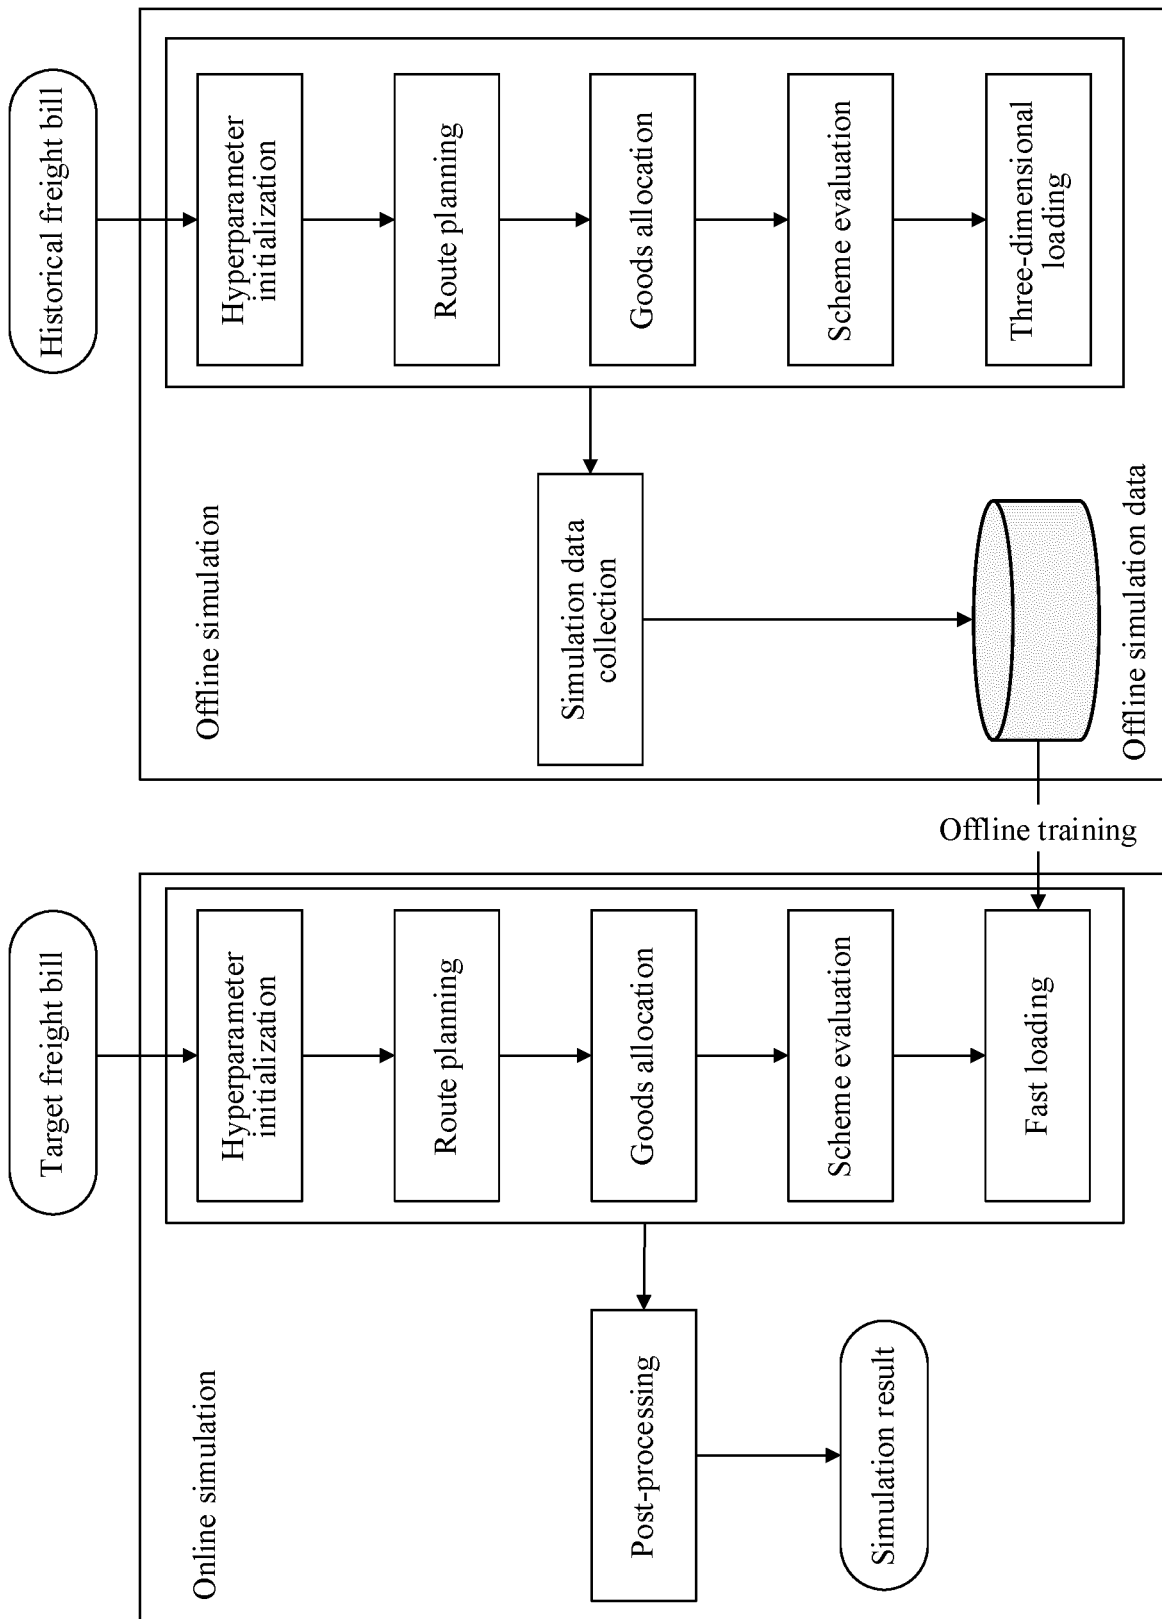 Historical freight bill
Hyperparameter
initialization
Route planning
Goods allocation
Scheme evaluation
Three-dimensional
loading
Offline simulation
Simulation data
collection
Offline simulation data
Offline training
Target freight bill
Hyperparameter
initialization
Route planning
Goods allocation
Scheme evaluation
Fast loading
Online simulation
Post-processing
Simulation result